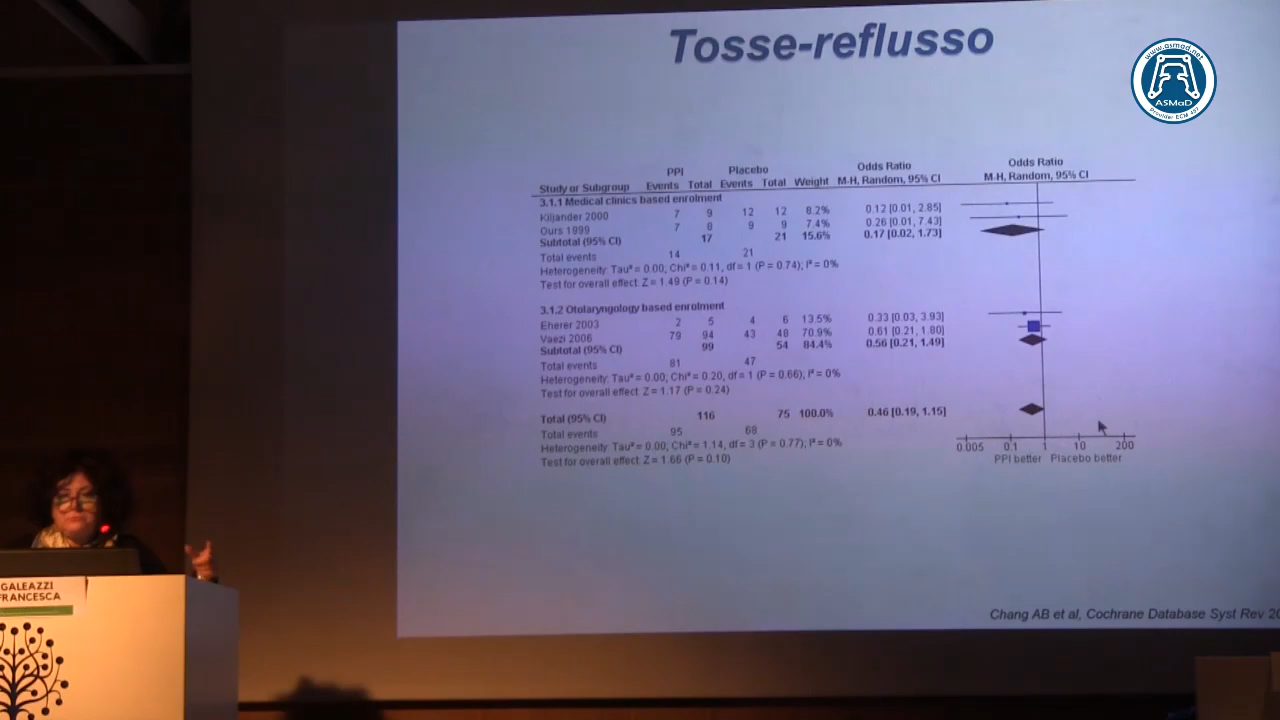 Tosse-reflusso
www.asmad.net
ASMaD
Provider ECM 407
PPI Placebo Odds Ratio Odds Ratio
Study or Subgroup Events Total Events Total Weight M-H, Random, 95% CI M-H, Random, 95% CI
3.1.1 Medical clinics based enrolment
Kiljander 2000 7 9 12 12 8.2% 0.12 [0.01, 2.85]
Ours 1999 7 8 9 9 7.4% 0.26 [0.01, 7.43]
Subtotal (95% CI) 17 21 15.6% 0.17 [0.02, 1.73]
Total events 14 21
Heterogeneity: Tau² = 0.00; Chi² = 0.11, df = 1 (P = 0.74); I² = 0%
Test for overall effect: Z = 1.49 (P = 0.14)
3.1.2 Otolaryngology based enrolment
Eherer 2003 2 5 4 6 13.5% 0.33 [0.03, 3.93]
Vaezi 2006 79 94 43 48 70.9% 0.61 [0.21, 1.80]
Subtotal (95% CI) 99 54 84.4% 0.56 [0.21, 1.49]
Total events 81 47
Heterogeneity: Tau² = 0.00; Chi² = 0.20, df = 1 (P = 0.66); I² = 0%
Test for overall effect: Z = 1.17 (P = 0.24)
Total (95% CI) 116 75 100.0% 0.46 [0.19, 1.15]
Total events 95 68
Heterogeneity: Tau² = 0.00; Chi² = 1.14, df = 3 (P = 0.77); I² = 0%
Test for overall effect: Z = 1.66 (P = 0.10)
0.005 0.1 1 10 200
PPI better Placebo better
Chang AB et al, Cochrane Database Syst Rev
GALEAZZI
FRANCESCA